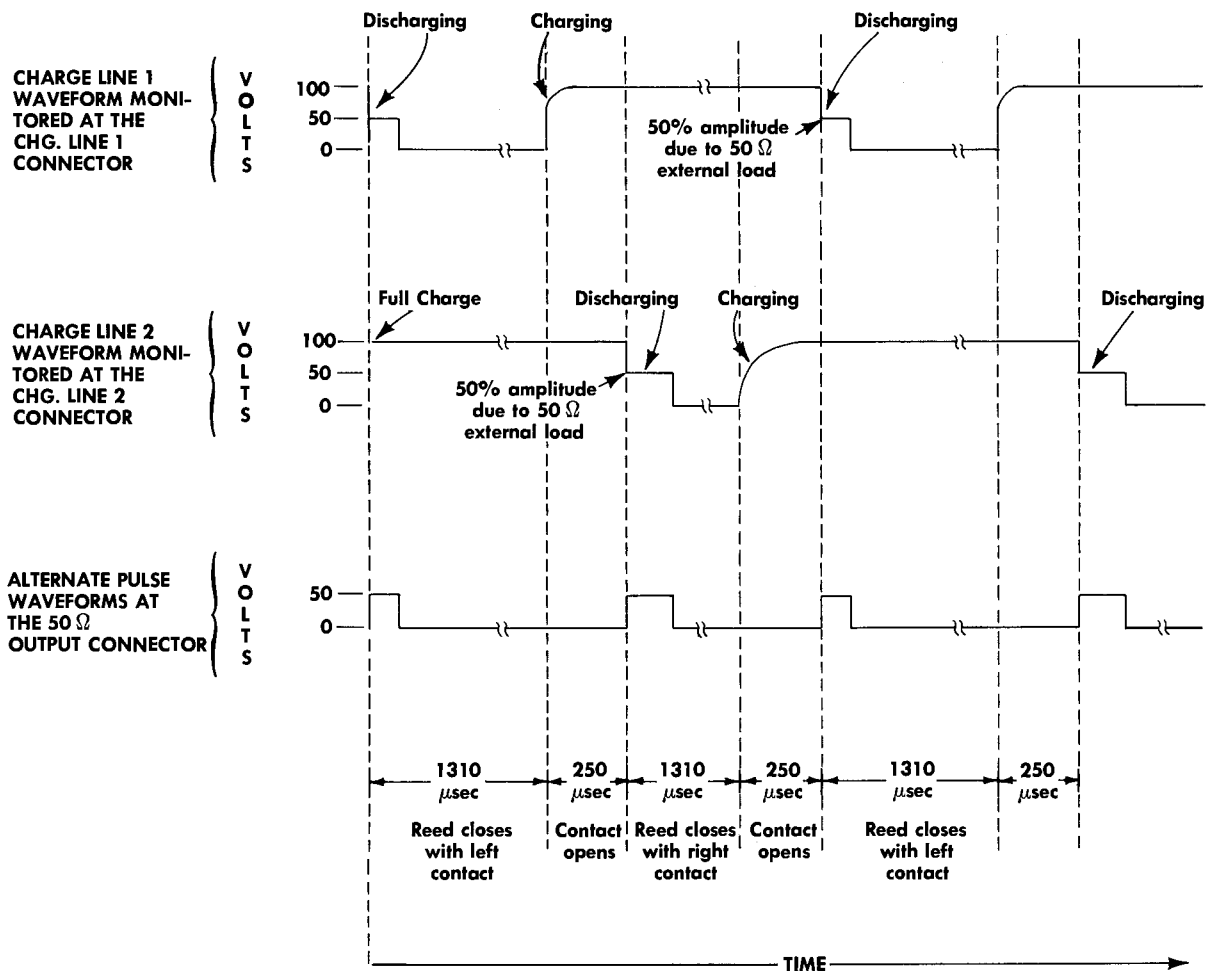 Discharging
Charging
Discharging
CHARGE LINE 1
WAVEFORM MONI-
TORED AT THE
CHG. LINE 1
CONNECTOR
VOLTS
100
50
0
50% amplitude
due to 50 Ω
external load
Full Charge
Discharging
Charging
Discharging
CHARGE LINE 2
WAVEFORM MONI-
TORED AT THE
CHG. LINE 2
CONNECTOR
VOLTS
100
50
0
50% amplitude
due to 50 Ω
external load
ALTERNATE PULSE
WAVEFORMS AT
THE 50 Ω
OUTPUT CONNECTOR
VOLTS
50
0
1310
μsec
250
μsec
1310
μsec
250
μsec
1310
μsec
250
μsec
Reed closes
with left
contact
Contact
opens
Reed closes
with right
contact
Contact
opens
Reed closes
with left
contact
TIME